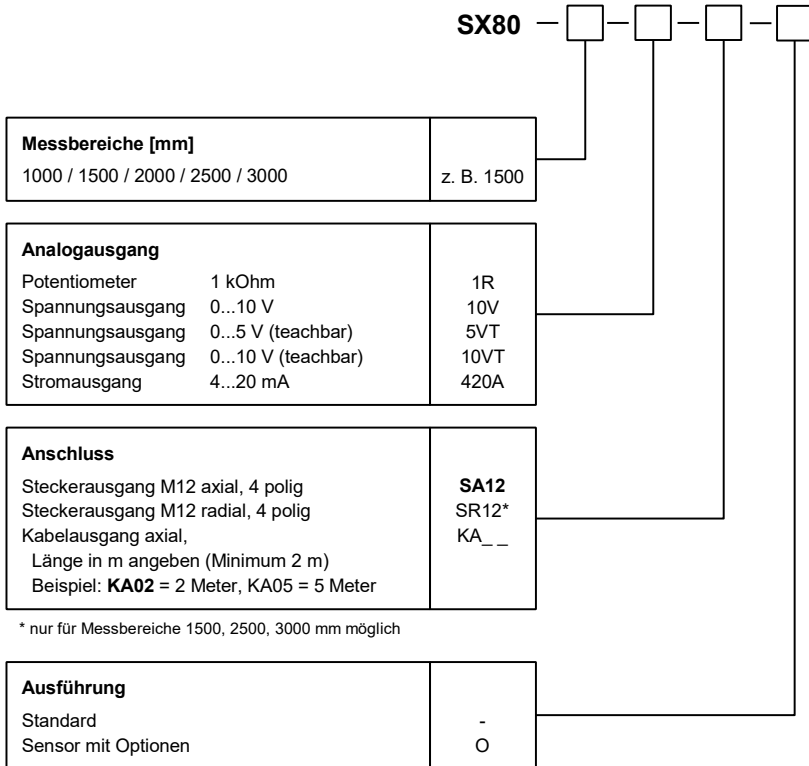 SX80 — — — —
Messbereiche [mm]
1000 / 1500 / 2000 / 2500 / 3000 z. B. 1500
Analogausgang
Potentiometer 1 kOhm 1R
Spannungsausgang 0...10 V 10V
Spannungsausgang 0...5 V (teachbar) 5VT
Spannungsausgang 0...10 V (teachbar) 10VT
Stromausgang 4...20 mA 420A
Anschluss
Steckerausgang M12 axial, 4 polig SA12
Steckerausgang M12 radial, 4 polig SR12*
Kabelausgang axial, KA_ _
Länge in m angeben (Minimum 2 m)
Beispiel: KA02 = 2 Meter, KA05 = 5 Meter
* nur für Messbereiche 1500, 2500, 3000 mm möglich
Ausführung
Standard -
Sensor mit Optionen O